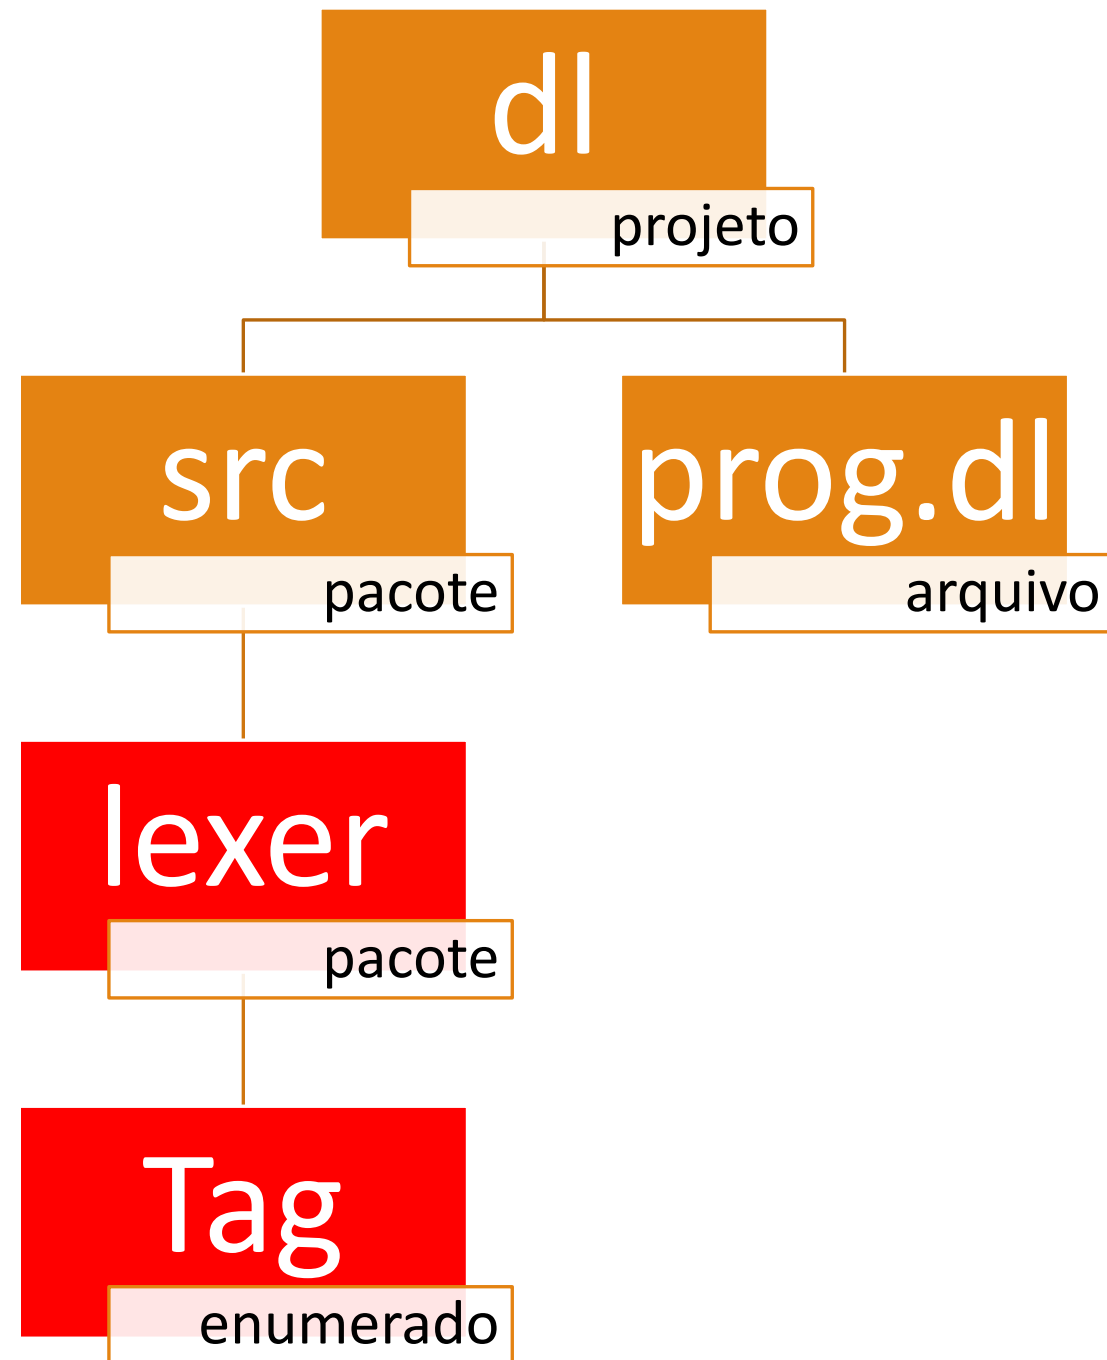 dl
projeto
src
pacote
prog.dl
arquivo
lexer
pacote
Tag
enumerado